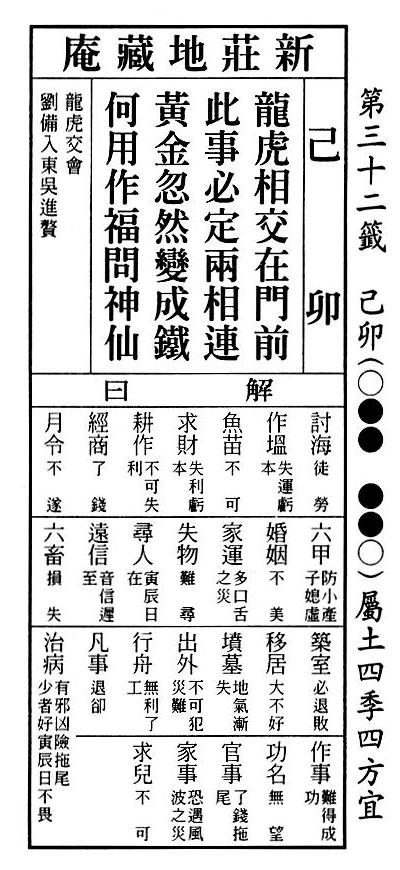 第三十二籤　己卯(○●●　●●○)屬土四季四方宜
新莊地藏庵
己卯
龍虎相交在門前
此事必定兩相連
黃金忽然變成鐵
何用作福問神仙
龍虎交會
劉備入東吳進贅
解曰
討海 徒勞
作塭 失運虧本
魚苗 不可
求財 失利虧本
耕作 不可失利
經商 了錢
月令 不遂
六甲 防小產子媳虛
婚姻 不美
家運 多口舌之災
失物 難尋
尋人 寅辰日在
遠信 音信遲至
六畜 損失
築室 必退敗
移居 大不好
墳墓 地氣漸失
出外 不可犯災難
行舟 無利了工
凡事 退卻
治病 有邪凶險拖尾少者好寅辰日不畏
作事 難得成功
功名 無望
官事 了錢拖尾
家事 恐遇風波之災
求兒 不可